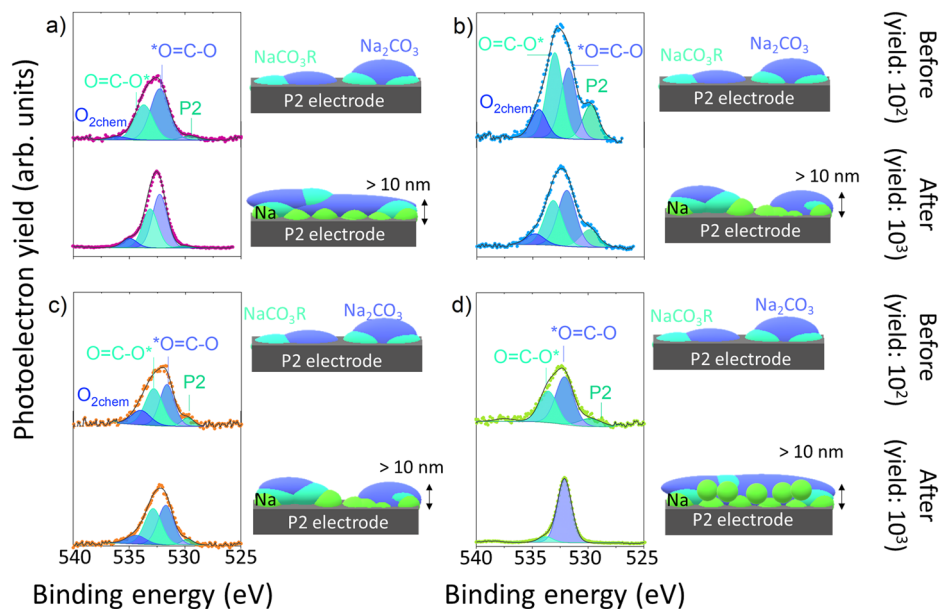 a)
*O=C-O
O=C-O*
O2chem
P2
NaCO3R
Na2CO3
P2 electrode
> 10 nm
Na
P2 electrode
b)
O=C-O*
*O=C-O
O2chem
P2
NaCO3R
Na2CO3
P2 electrode
> 10 nm
Na
P2 electrode
Before
(yield: 10²)
After
(yield: 10³)
Photoelectron yield (arb. units)
c)
*O=C-O
O=C-O*
O2chem
P2
NaCO3R
Na2CO3
P2 electrode
> 10 nm
Na
P2 electrode
540 535 530 525
Binding energy (eV)
d)
*O=C-O
O=C-O*
P2
NaCO3R
Na2CO3
P2 electrode
> 10 nm
Na
P2 electrode
540 535 530 525
Binding energy (eV)
Before
(yield: 10²)
After
(yield: 10³)